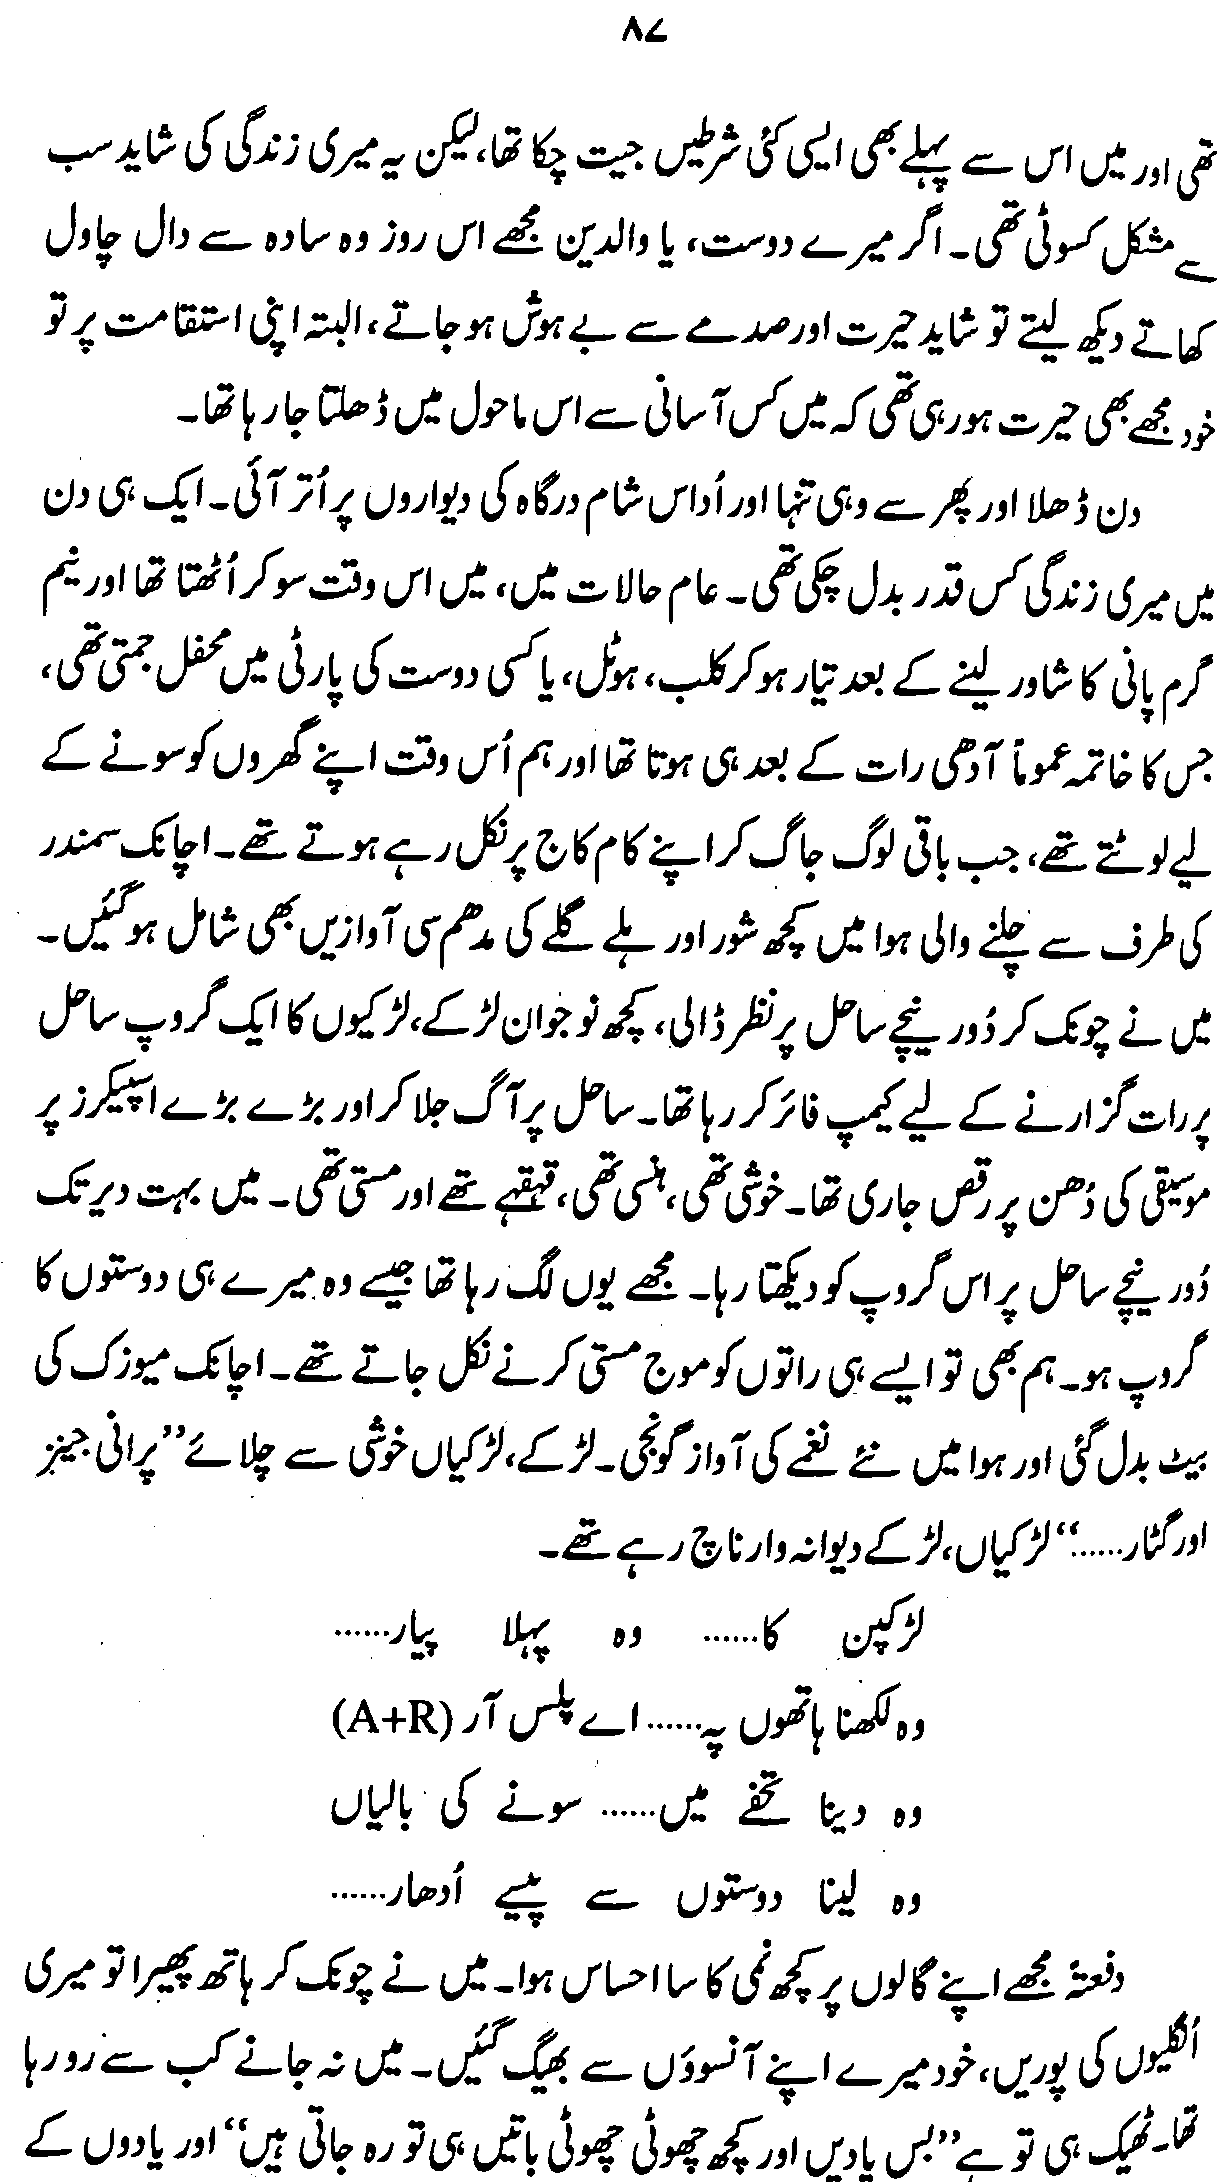 ۸۷
تھی اور میں اس سے پہلے بھی ایسی کئی شرطیں جیت چکا تھا، لیکن یہ میری زندگی کی شاید سب
سے مشکل کسوٹی تھی۔ اگر میرے دوست، یا والدین مجھے اس روز وہ سادہ سے دال چاول
کھاتے دیکھ لیتے تو شاید حیرت اور صدمے سے بے ہوش ہو جاتے، البتہ اپنی استقامت پر تو
خود مجھے بھی حیرت ہو رہی تھی کہ میں کس آسانی سے اس ماحول میں ڈھلتا جا رہا تھا۔
دن ڈھلا اور پھر سے وہی تنہا اور اُداس شام درگاہ کی دیواروں پر اُتر آئی۔ ایک ہی دن
میں میری زندگی کس قدر بدل چکی تھی۔ عام حالات میں، میں اس وقت سو کر اُٹھتا تھا اور نیم
گرم پانی کا شاور لینے کے بعد تیار ہو کر کلب، ہوٹل، یا کسی دوست کی پارٹی میں محفل جمتی تھی،
جس کا خاتمہ عموماً آدھی رات کے بعد ہی ہوتا تھا اور ہم اُس وقت اپنے گھروں کو سونے کے
لیے لوٹتے تھے، جب باقی لوگ جاگ کر اپنے کام کاج پر نکل رہے ہوتے تھے۔ اچانک سمندر
کی طرف سے چلنے والی ہوا میں کچھ شور اور ہلے گلے کی مدھم سی آوازیں بھی شامل ہو گئیں۔
میں نے چونک کر دُور نیچے ساحل پر نظر ڈالی، کچھ نوجوان لڑکے، لڑکیوں کا ایک گروپ ساحل
پر رات گزارنے کے لیے کیمپ فائر کر رہا تھا۔ ساحل پر آگ جلا کر اور بڑے بڑے اسپیکرز پر
موسیقی کی دُھن پر رقص جاری تھا۔ خوشی تھی، ہنسی تھی، قہقہے تھے اور مستی تھی۔ میں بہت دیر تک
دُور نیچے ساحل پر اس گروپ کو دیکھتا رہا۔ مجھے یوں لگ رہا تھا جیسے وہ میرے ہی دوستوں کا
گروپ ہو۔ ہم بھی تو ایسے ہی راتوں کو موج مستی کرنے نکل جاتے تھے۔ اچانک میوزک کی
بیٹ بدل گئی اور ہوا میں نئے نغمے کی آواز گونجی۔ لڑکے، لڑکیاں خوشی سے چلائے ”پرانی جینز
اور گٹار......“ لڑکیاں، لڑکے دیوانہ وار ناچ رہے تھے۔
لڑکپن کا...... وہ پہلا پیار......
وہ لکھنا ہاتھوں پہ...... اے پلس آر (A+R)
وہ دینا تحفے میں...... سونے کی بالیاں
وہ لینا دوستوں سے پیسے اُدھار......
دفعتہً مجھے اپنے گالوں پر کچھ نمی کا سا احساس ہوا۔ میں نے چونک کر ہاتھ پھیرا تو میری
اُنگلیوں کی پوریں، خود میرے اپنے آنسوؤں سے بھیگ گئیں۔ میں نہ جانے کب سے رو رہا
تھا۔ ٹھیک ہی تو ہے ”بس یادیں اور کچھ چھوٹی چھوٹی باتیں ہی تو رہ جاتی ہیں“ اور یادوں کے